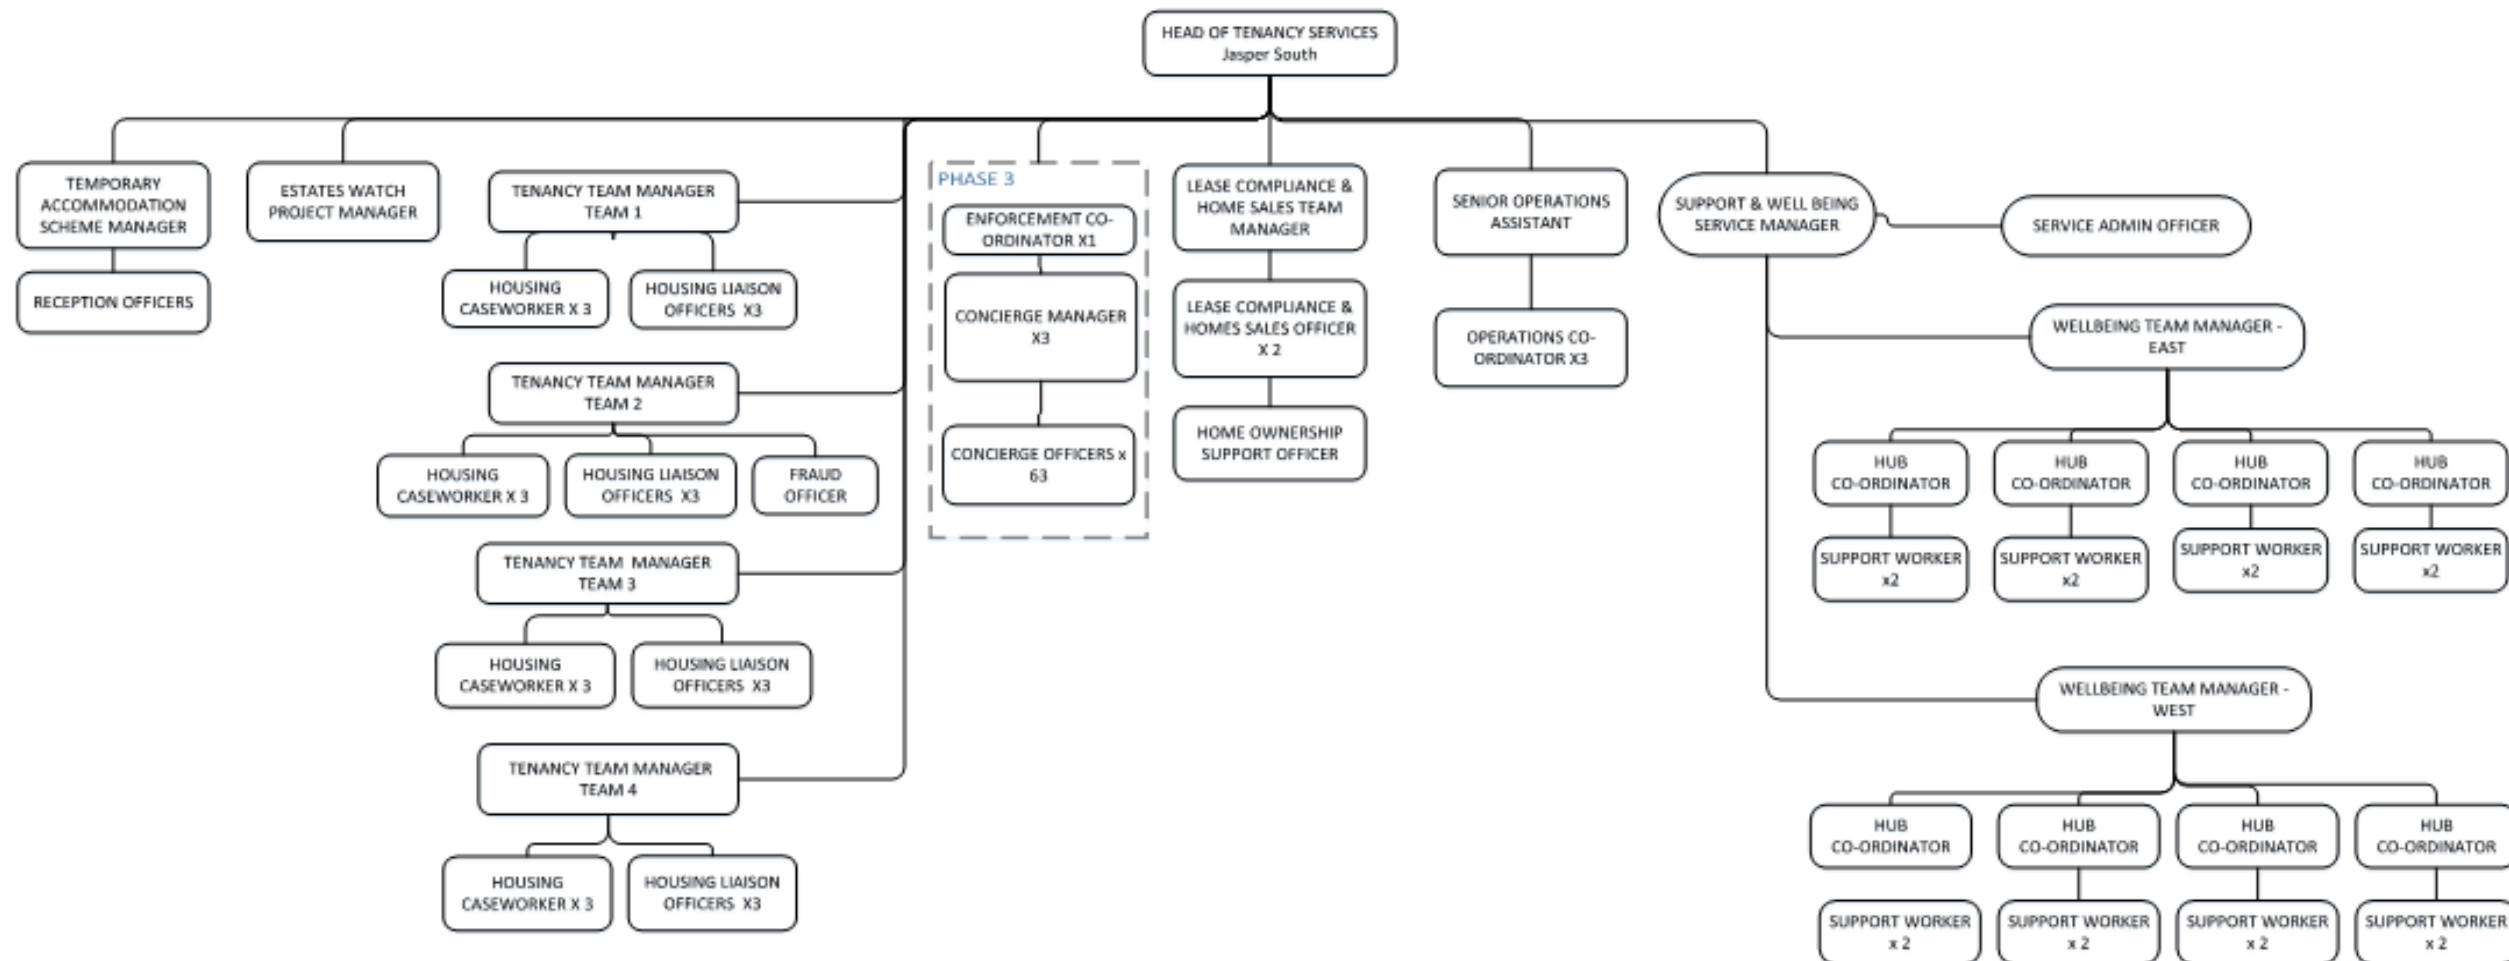 HEAD OF TENANCY SERVICES
Jasper South
TEMPORARY
ACCOMMODATION
SCHEME MANAGER
RECEPTION OFFICERS
ESTATES WATCH
PROJECT MANAGER
TENANCY TEAM MANAGER
TEAM 1
HOUSING
CASEWORKER X 3
HOUSING LIAISON
OFFICERS X3
TENANCY TEAM MANAGER
TEAM 2
HOUSING
CASEWORKER X 3
HOUSING LIAISON
OFFICERS X3
FRAUD
OFFICER
TENANCY TEAM MANAGER
TEAM 3
HOUSING
CASEWORKER X 3
HOUSING LIAISON
OFFICERS X3
TENANCY TEAM MANAGER
TEAM 4
HOUSING
CASEWORKER X 3
HOUSING LIAISON
OFFICERS X3
PHASE 3
ENFORCEMENT CO-
ORDINATOR X1
CONCIERGE MANAGER
X3
CONCIERGE OFFICERS x
63
LEASE COMPLIANCE &
HOME SALES TEAM
MANAGER
LEASE COMPLIANCE &
HOMES SALES OFFICER
X 2
HOME OWNERSHIP
SUPPORT OFFICER
SENIOR OPERATIONS
ASSISTANT
OPERATIONS CO-
ORDINATOR X3
SUPPORT & WELL BEING
SERVICE MANAGER
SERVICE ADMIN OFFICER
WELLBEING TEAM MANAGER -
EAST
HUB
CO-ORDINATOR
HUB
CO-ORDINATOR
HUB
CO-ORDINATOR
HUB
CO-ORDINATOR
SUPPORT WORKER
x2
SUPPORT WORKER
x2
SUPPORT WORKER
x2
SUPPORT WORKER
x2
WELLBEING TEAM MANAGER -
WEST
HUB
CO-ORDINATOR
HUB
CO-ORDINATOR
HUB
CO-ORDINATOR
HUB
CO-ORDINATOR
SUPPORT WORKER
x 2
SUPPORT WORKER
x 2
SUPPORT WORKER
x 2
SUPPORT WORKER
x 2